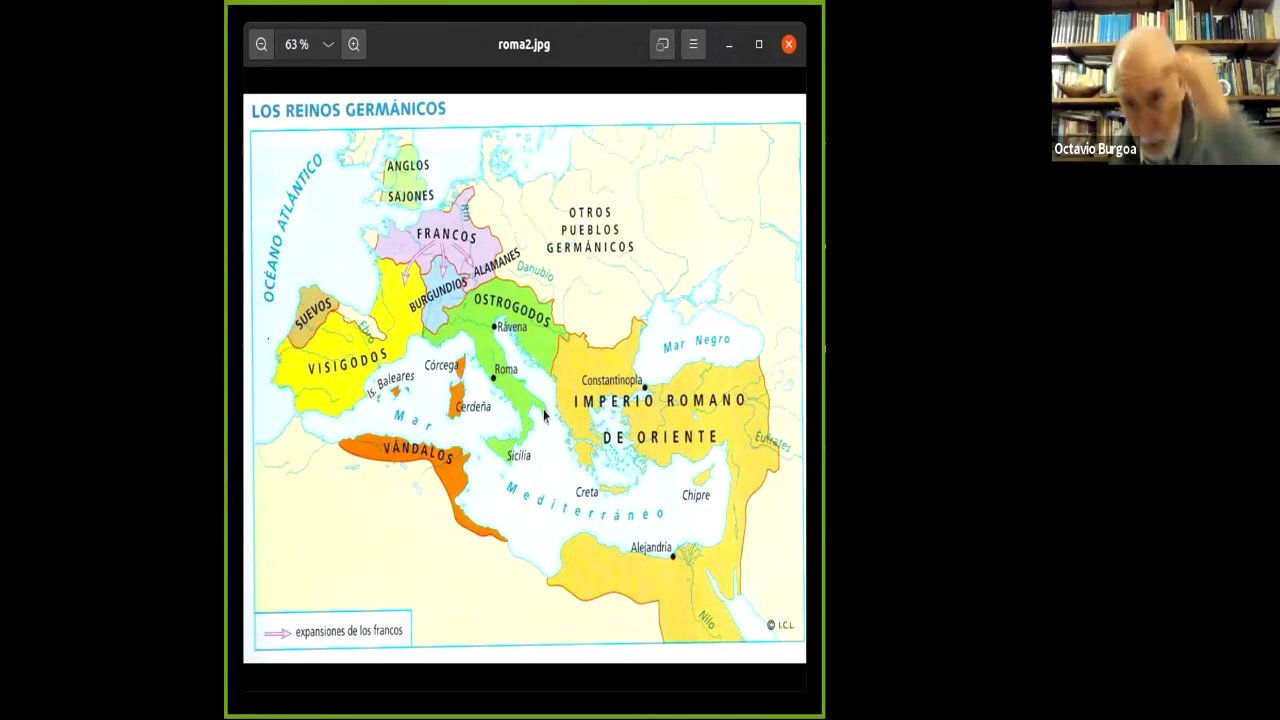 63 %
roma2.jpg
Octavio Burgoa
LOS REINOS GERMÁNICOS
OCÉANO ATLÁNTICO
ANGLOS
SAJONES
Rin
FRANCOS
ALAMANES
BURGUNDIOS
OTROS
PUEBLOS
GERMÁNICOS
Danubio
SUEVOS
Ebro
VISIGODOS
OSTROGODOS
Rávena
Mar Negro
Córcega
Roma
Is. Baleares
Cerdeña
Constantinopla
IMPERIO ROMANO
DE ORIENTE
Éufrates
Mar
VÁNDALOS
Sicilia
Mediterráneo
Creta
Chipre
Alejandría
Nilo
expansiones de los francos
© I.C.L.